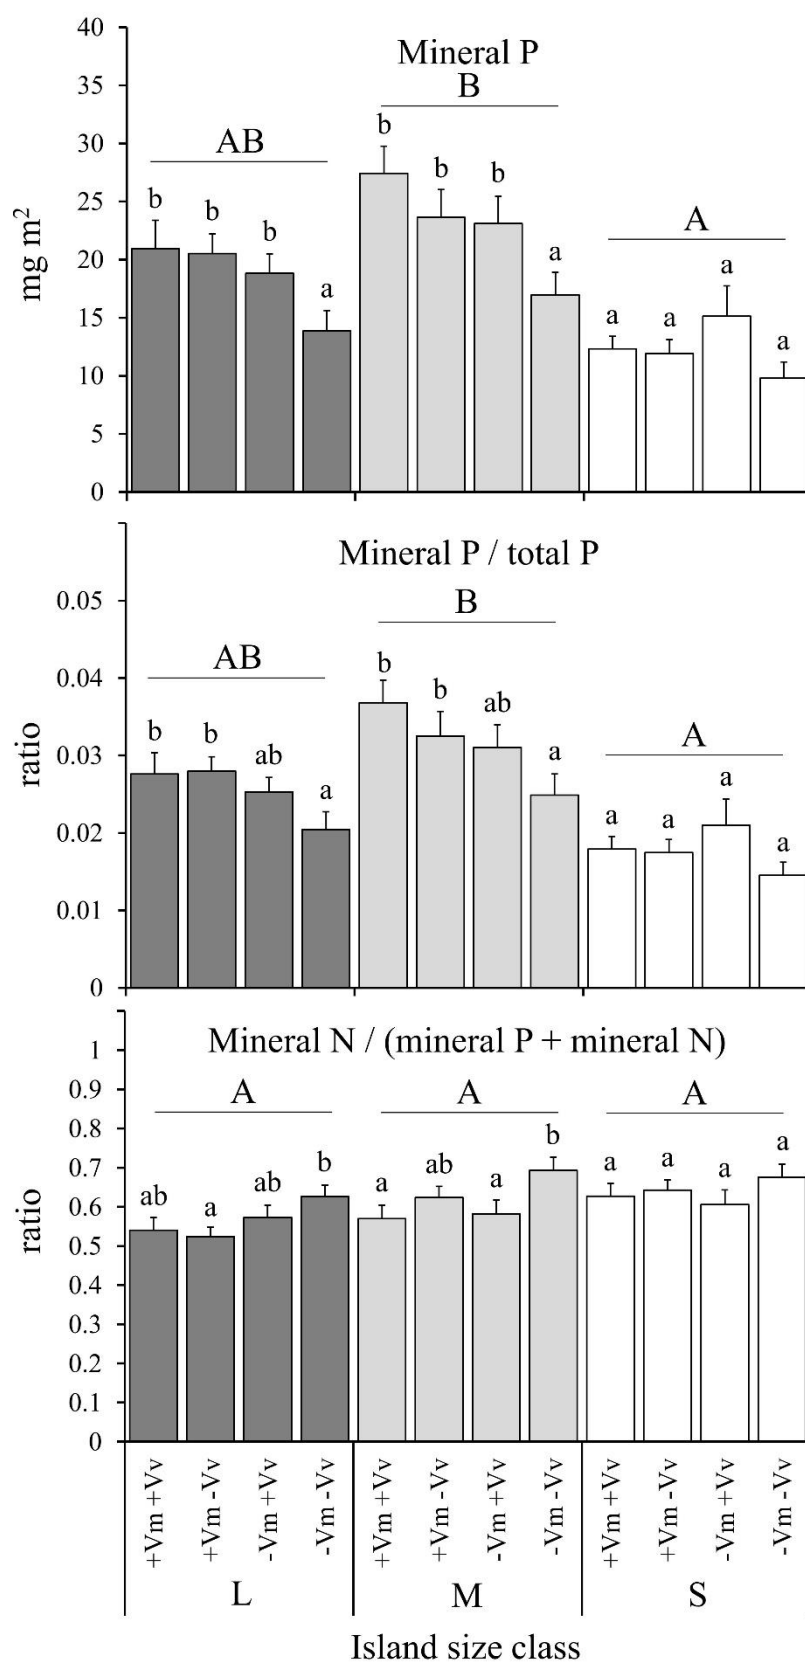 40
Mineral P
35
B
30
AB
b
25
b
b
b
b
b
mg m²
20
b
a
A
a
a
15
a
a
a
10
5
0
Mineral P / total P
0.05
B
AB
b
0.04
b
ab
b
b
ab
a
A
0.03
a
a
ratio
a
a
0.02
a
0.01
0
Mineral N / (mineral P + mineral N)
1
0.9
A
A
A
0.8
b
0.7
ab
a
a
a
b
a
a
0.6
ab
a
ab
ratio
0.5
0.4
0.3
0.2
0.1
0
+Vm +Vv
+Vm -Vv
-Vm +Vv
-Vm -Vv
+Vm +Vv
+Vm -Vv
-Vm +Vv
-Vm -Vv
+Vm +Vv
+Vm -Vv
-Vm +Vv
-Vm -Vv
L
M
S
Island size class